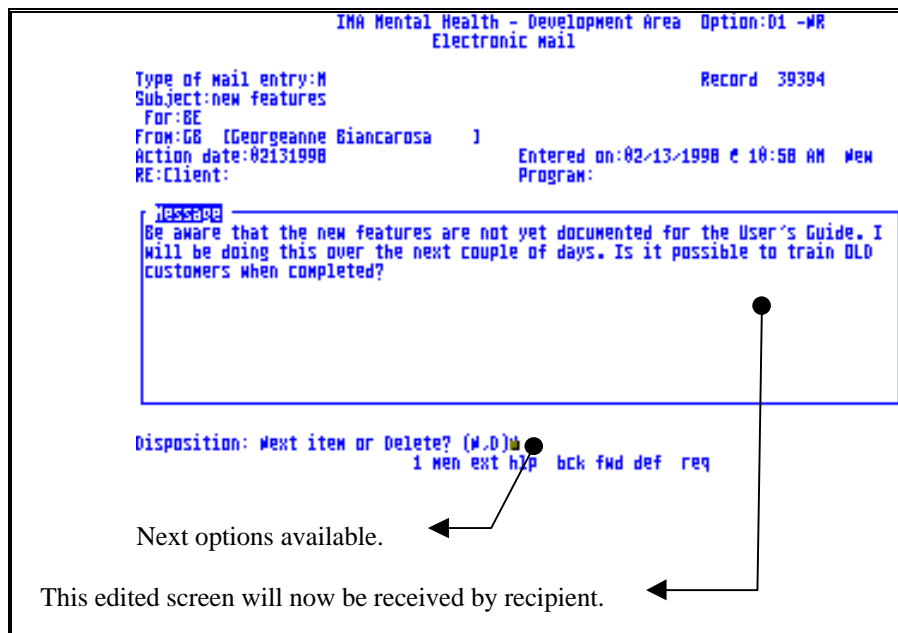 IMA Mental Health - Development Area Option:D1 -NR
Electronic Mail
Type of mail entry:M Record 39394
Subject:new features
For:BE
From:GB [Georgeanne Biancarosa ]
Action date:02131998 Entered on:02/13/1998 @ 10:58 AM New
RE:Client: Program:
Message
Be aware that the new features are not yet documented for the User's Guide. I
will be doing this over the next couple of days. Is it possible to train OLD
customers when completed?
Disposition: Next item or Delete? (N,D)N
1 men ext hlp bck fwd def req
Next options available.
This edited screen will now be received by recipient.